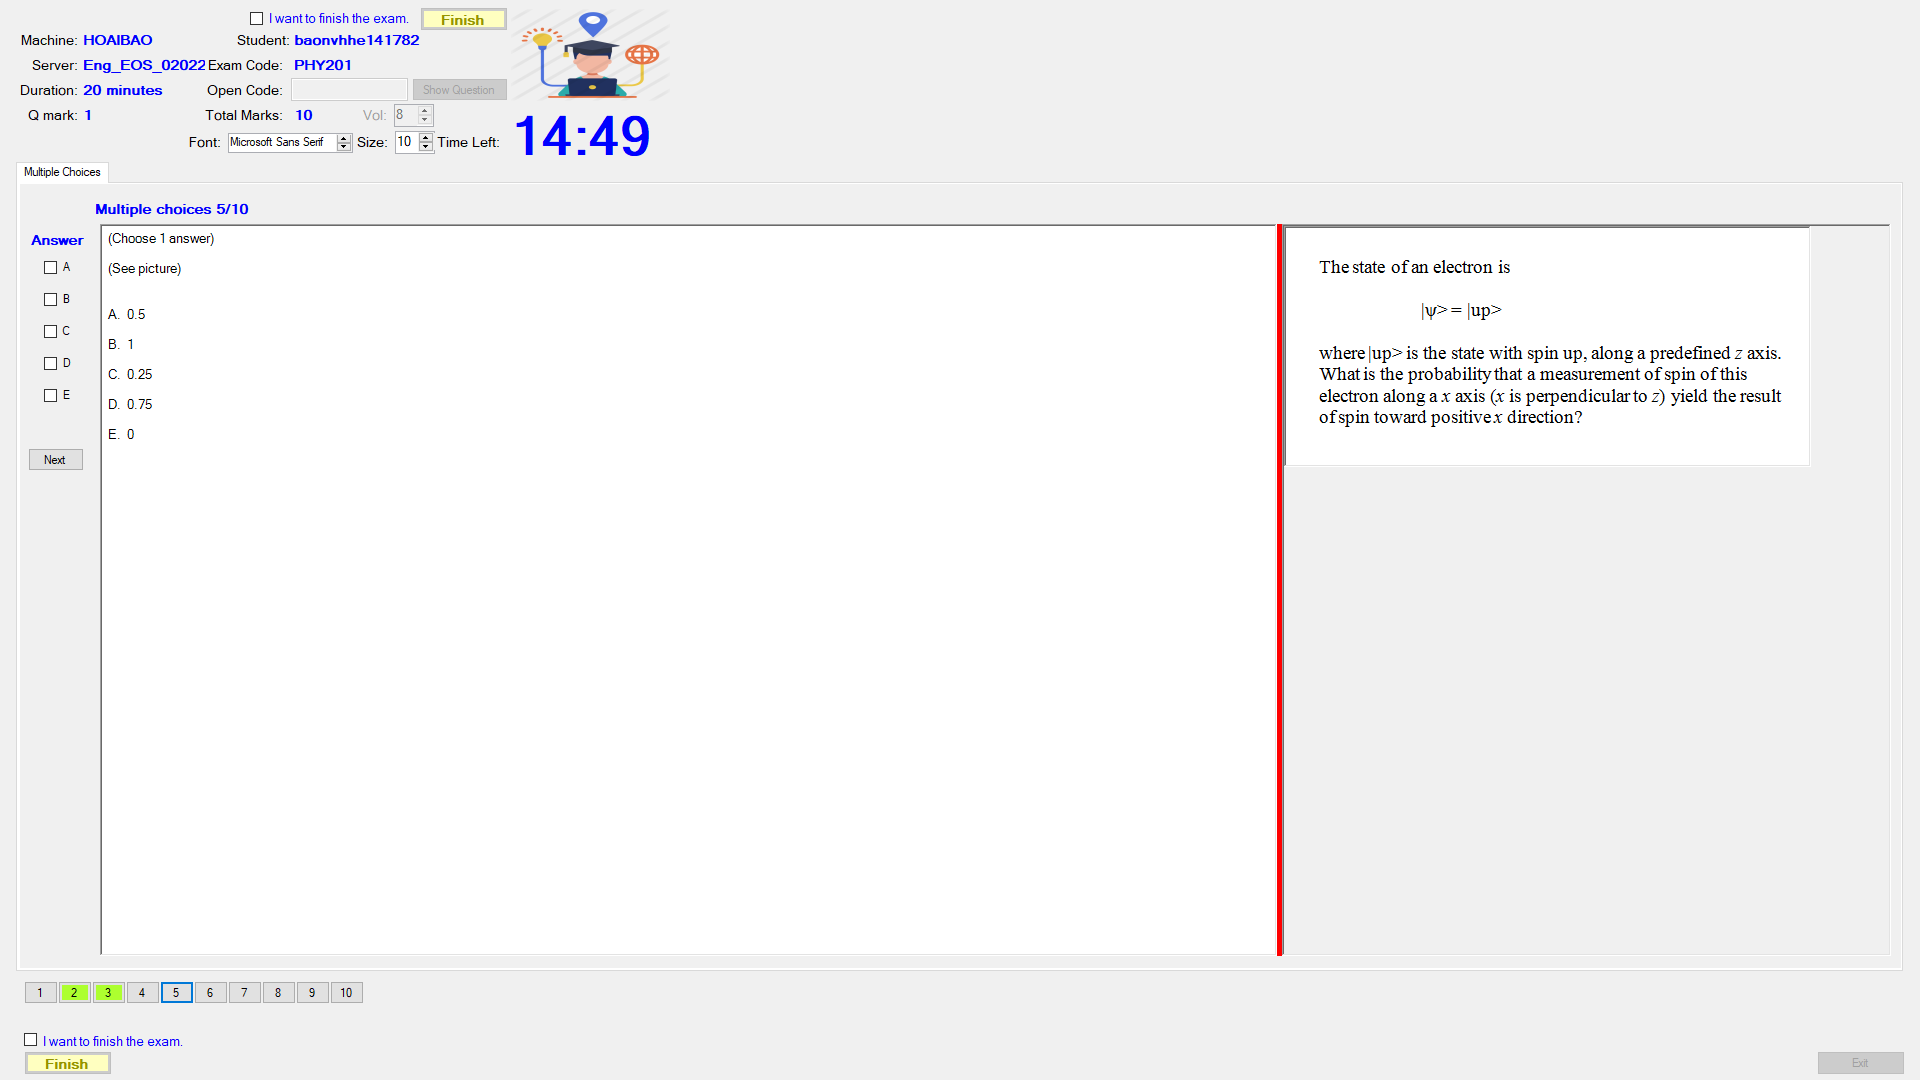 I want to finish the exam. Finish
Machine: HOAIBAO Student: baonvhhe141782
Server: Eng_EOS_02022 Exam Code: PHY201
Duration: 20 minutes Open Code: Show Question
Q mark: 1 Total Marks: 10 Vol: 8
Font: Microsoft Sans Serif Size: 10 Time Left: 14:49
Multiple Choices
Multiple choices 5/10
Answer
A
B
C
D
E
Next
(Choose 1 answer)
(See picture)
A. 0.5
B. 1
C. 0.25
D. 0.75
E. 0
The state of an electron is
|ψ> = |up>
where |up> is the state with spin up, along a predefined z axis.
What is the probability that a measurement of spin of this
electron along a x axis (x is perpendicular to z) yield the result
of spin toward positive x direction?
1 2 3 4 5 6 7 8 9 10
I want to finish the exam.
Finish
Exit